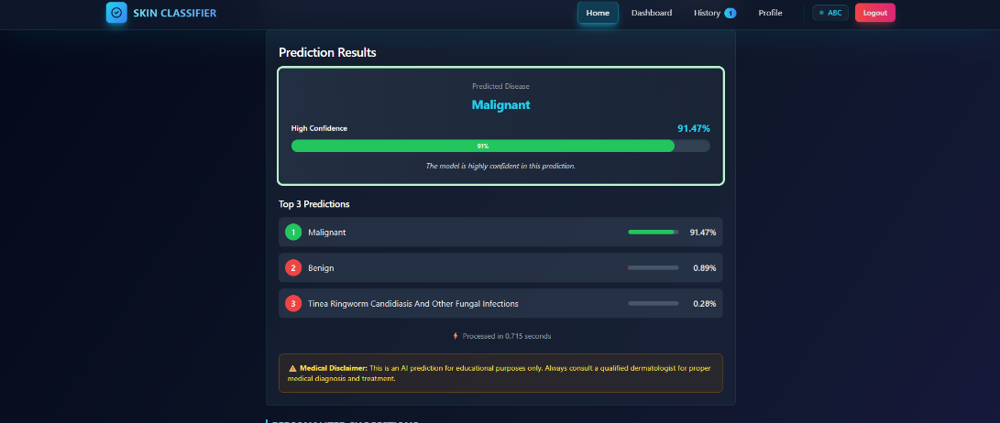 SKIN CLASSIFIER
Home
Dashboard
History 1
Profile
ABC
Logout
Prediction Results
Predicted Disease
Malignant
High Confidence
91.47%
91%
The model is highly confident in this prediction.
Top 3 Predictions
1 Malignant 91.47%
2 Benign 0.89%
3 Tinea Ringworm Candidiasis And Other Fungal Infections 0.28%
Processed in 0.715 seconds
Medical Disclaimer: This is an AI prediction for educational purposes only. Always consult a qualified dermatologist for proper
medical diagnosis and treatment.